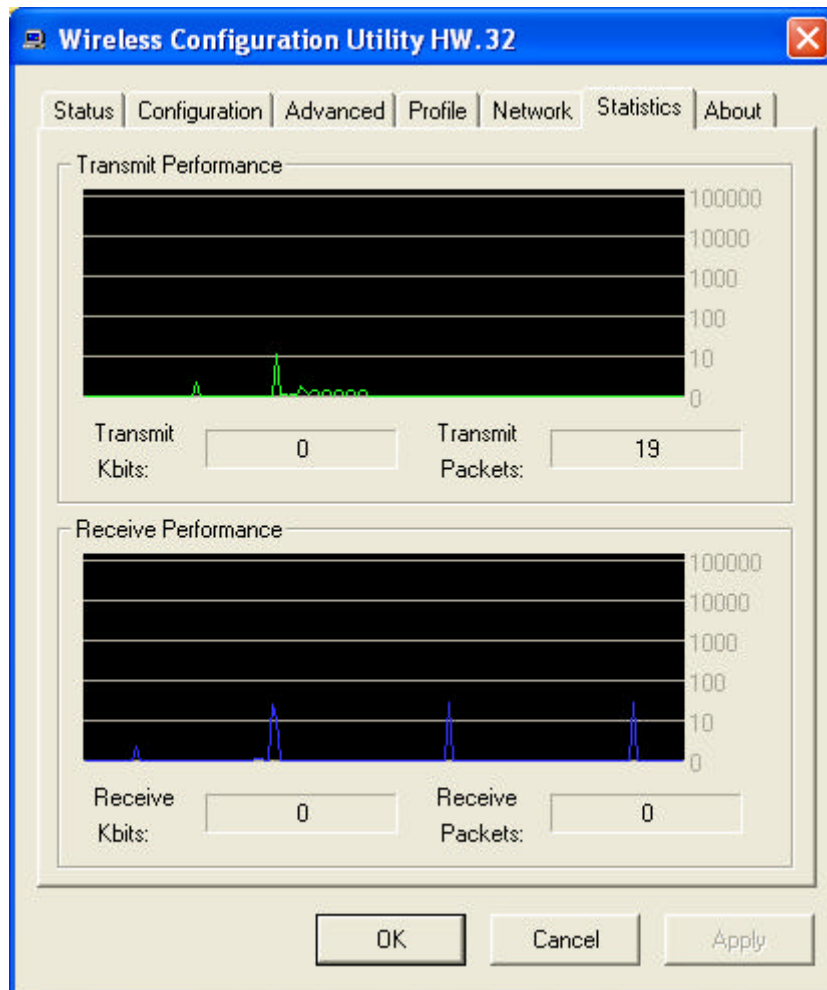 Wireless Configuration Utility HW.32
Status Configuration Advanced Profile Network Statistics About
Transmit Performance
100000
10000
1000
100
10
0
Transmit Kbits: 0 Transmit Packets: 19
Receive Performance
100000
10000
1000
100
10
0
Receive Kbits: 0 Receive Packets: 0
OK Cancel Apply